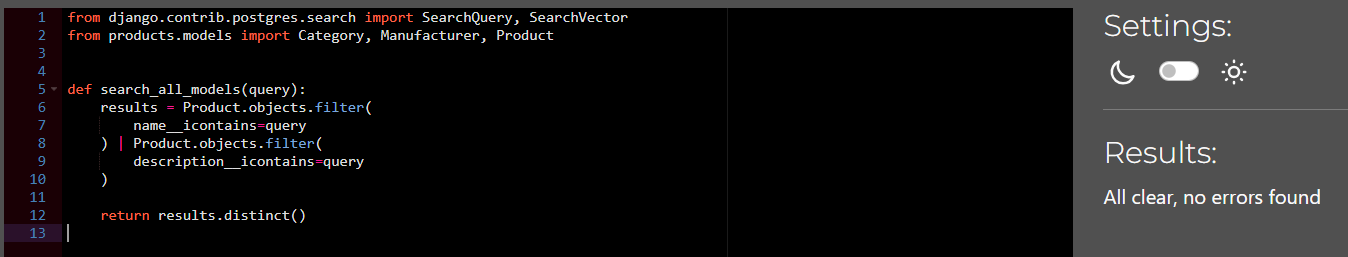 1 from django.contrib.postgres.search import SearchQuery, SearchVector
2 from products.models import Category, Manufacturer, Product
3
4
5 def search_all_models(query):
6     results = Product.objects.filter(
7         name__icontains=query
8     ) | Product.objects.filter(
9         description__icontains=query
10     )
11
12     return results.distinct()
13
Settings:
Results:
All clear, no errors found